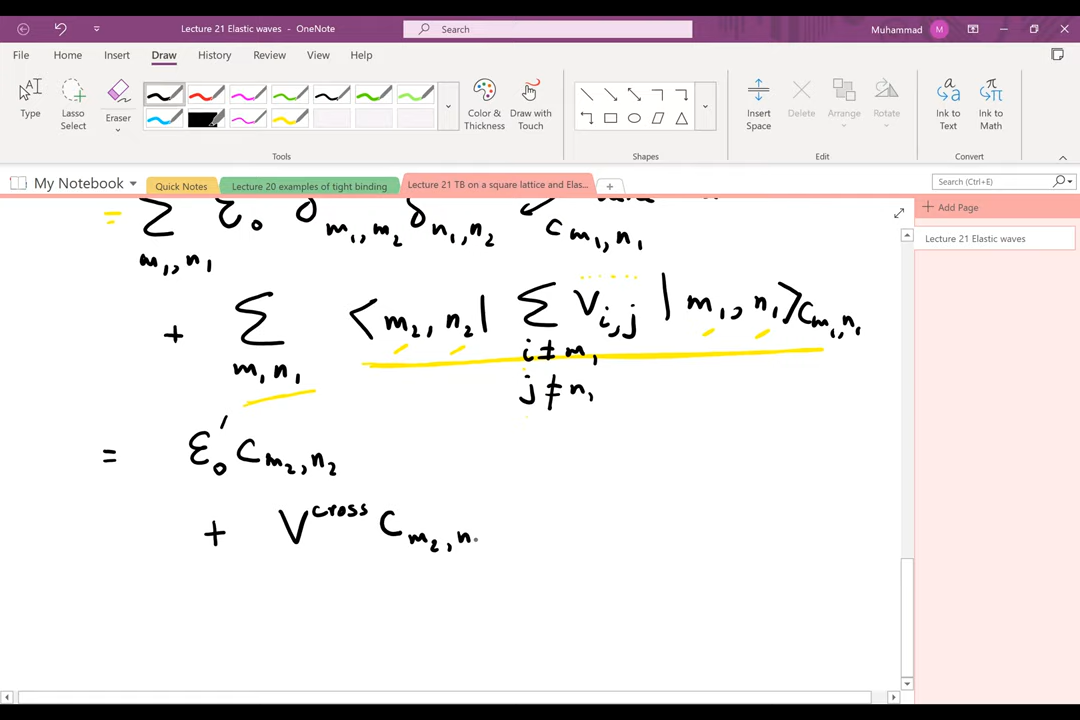 Lecture 21 Elastic waves - OneNote
Search
Muhammad M
File Home Insert Draw History Review View Help
Type
Lasso Select
Eraser
Color & Thickness
Draw with Touch
Insert Space
Delete
Arrange
Rotate
Ink to Text
Ink to Math
Tools
Shapes
Edit
Convert
My Notebook
Quick Notes
Lecture 20 examples of tight binding
Lecture 21 TB on a square lattice and Elas...
Search (Ctrl+E)
Add Page
Lecture 21 Elastic waves
= Σ_{m₁,n₁} ε₀ δ_{m₁,m₂} δ_{n₁,n₂} C_{m₁,n₁}
+ Σ_{m₁n₁} <m₂, n₂| Σ_{i≠m₁ j≠n₁} V_{i,j} |m₁, n₁> C_{m₁,n₁}
= ε₀' C_{m₂,n₂}
+ V^{cross} C_{m₂,n